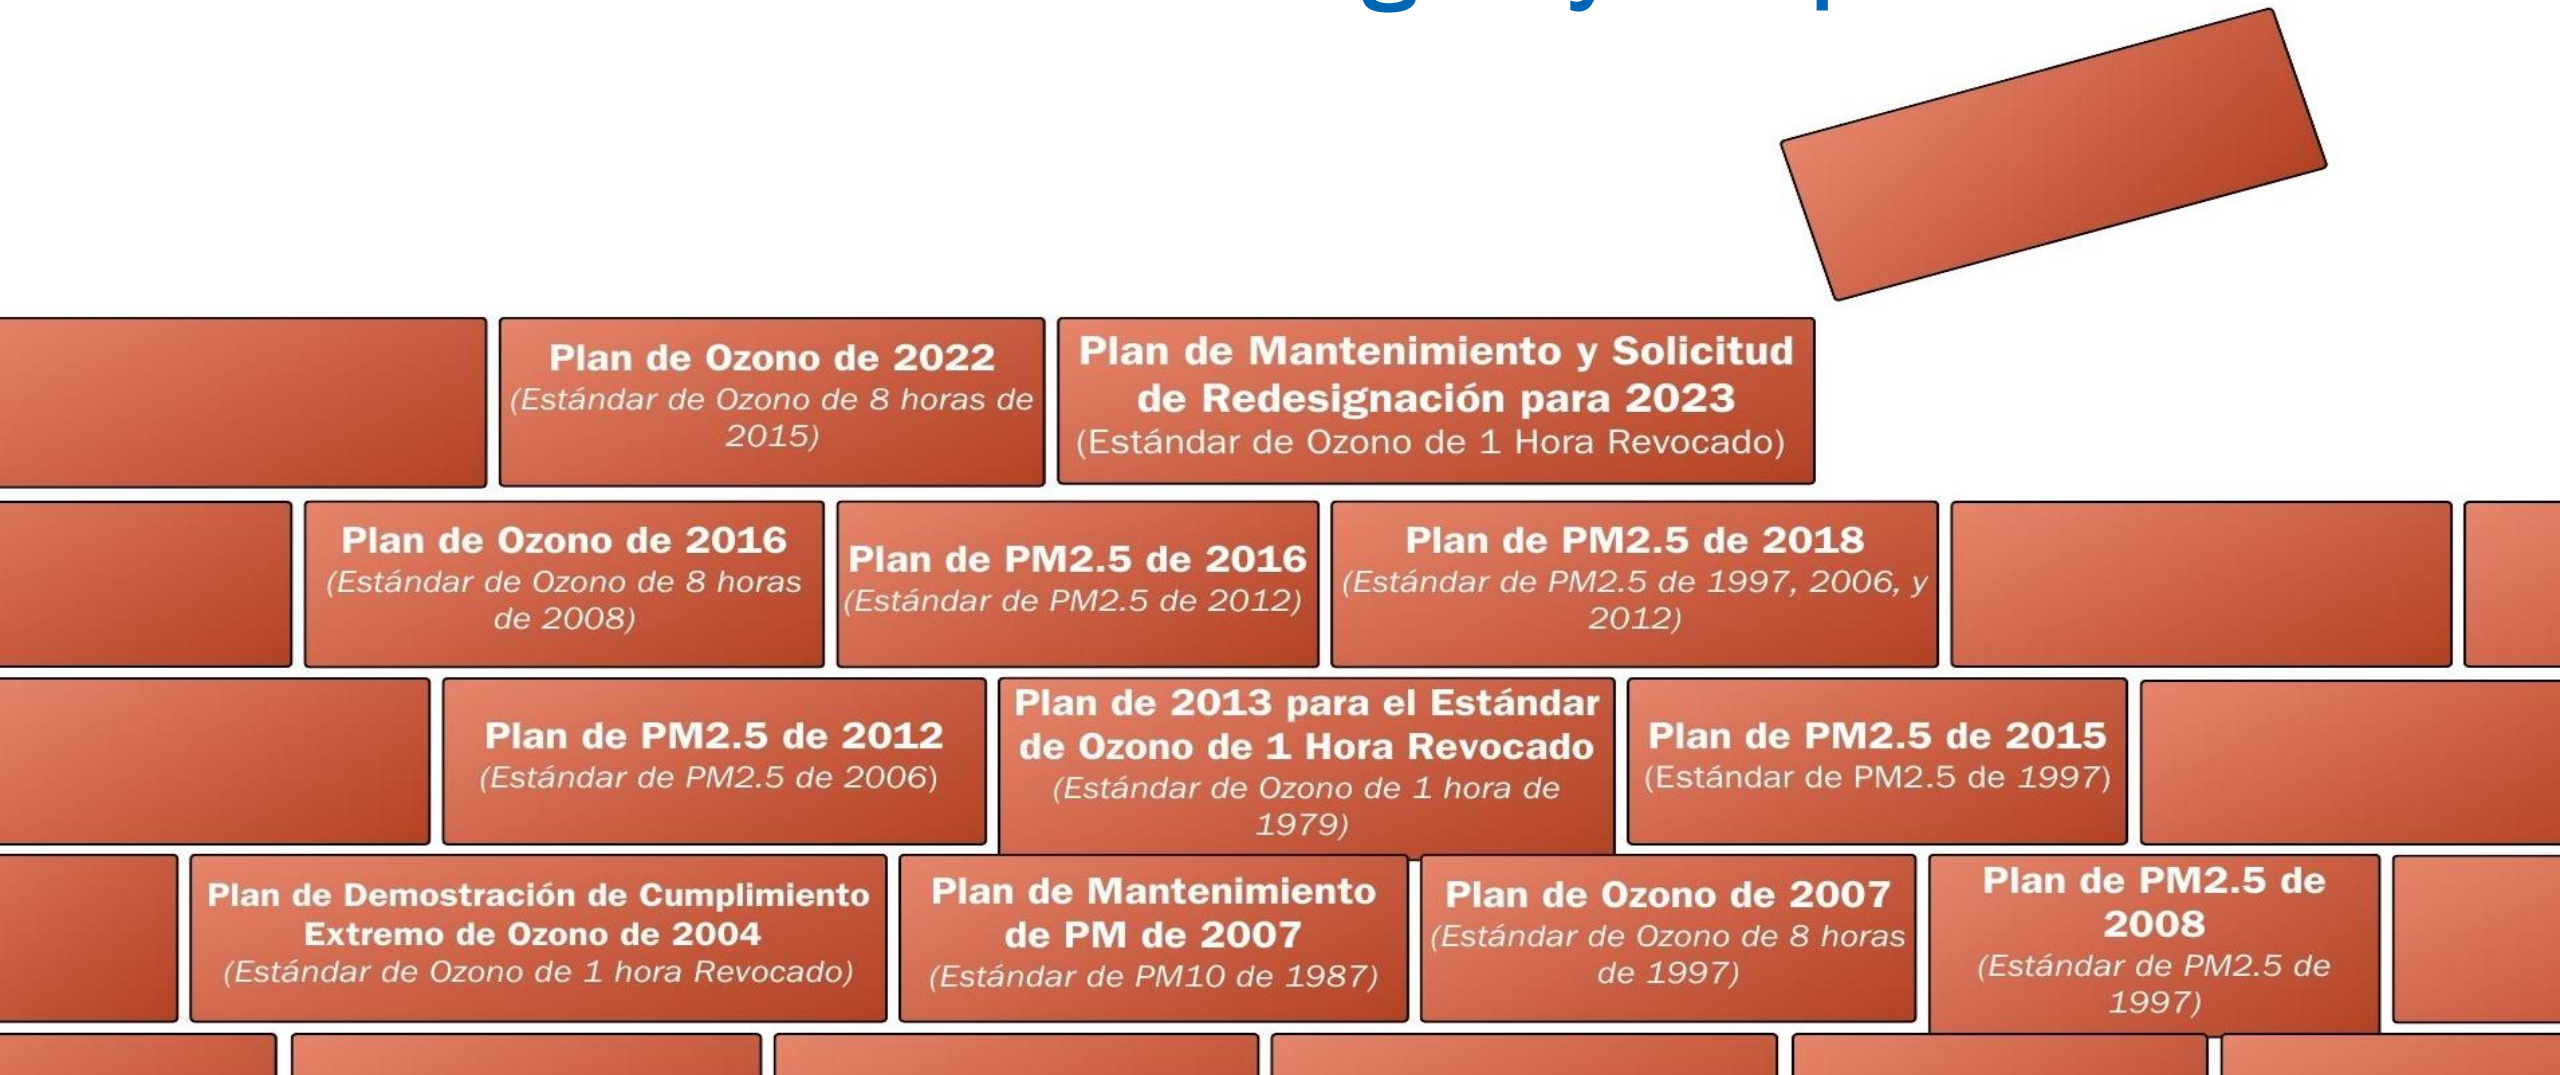 Plan de Ozono de 2022
(Estándar de Ozono de 8 horas de
2015)
Plan de Mantenimiento y Solicitud
de Redesignación para 2023
(Estándar de Ozono de 1 Hora Revocado)
Plan de Ozono de 2016
(Estándar de Ozono de 8 horas
de 2008)
Plan de PM2.5 de 2016
(Estándar de PM2.5 de 2012)
Plan de PM2.5 de 2018
(Estándar de PM2.5 de 1997, 2006, y
2012)
Plan de PM2.5 de 2012
(Estándar de PM2.5 de 2006)
Plan de 2013 para el Estándar
de Ozono de 1 Hora Revocado
(Estándar de Ozono de 1 hora de
1979)
Plan de PM2.5 de 2015
(Estándar de PM2.5 de 1997)
Plan de Demostración de Cumplimiento
Extremo de Ozono de 2004
(Estándar de Ozono de 1 hora Revocado)
Plan de Mantenimiento
de PM de 2007
(Estándar de PM10 de 1987)
Plan de Ozono de 2007
(Estándar de Ozono de 8 horas
de 1997)
Plan de PM2.5 de
2008
(Estándar de PM2.5 de
1997)